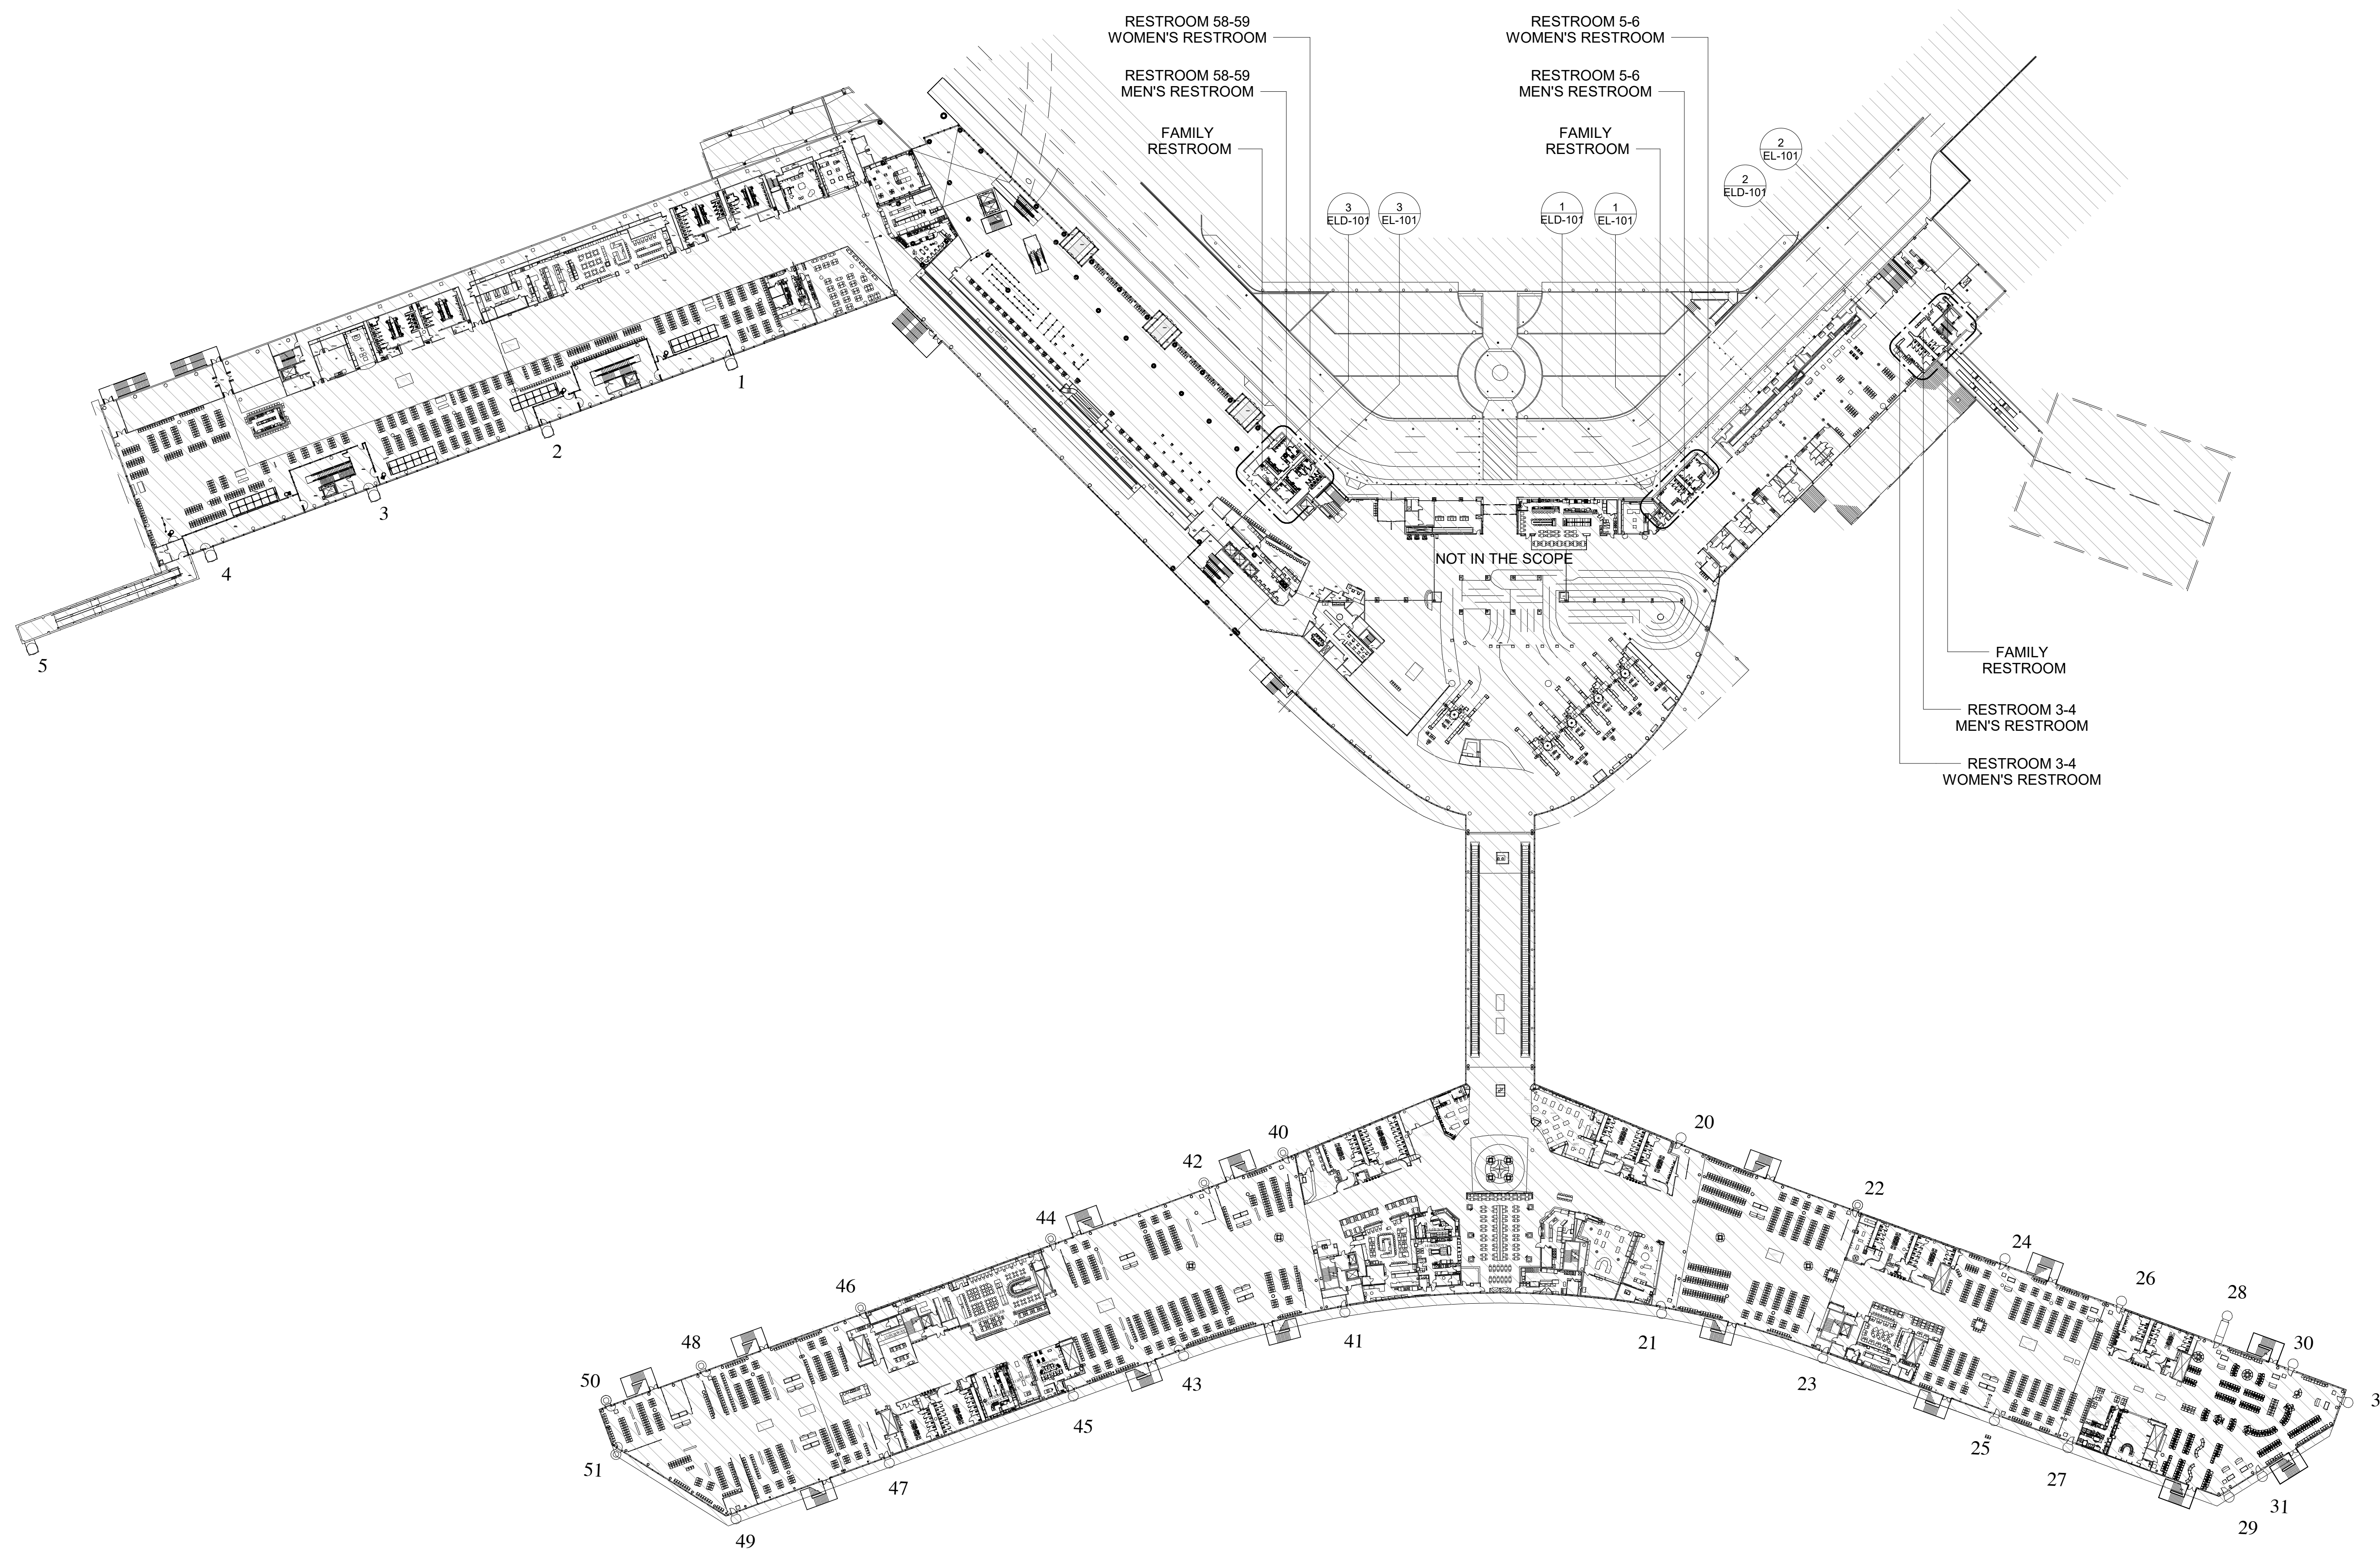 RESTROOM 58-59
WOMEN'S RESTROOM
RESTROOM 5-6
WOMEN'S RESTROOM
RESTROOM 58-59
MEN'S RESTROOM
RESTROOM 5-6
MEN'S RESTROOM
FAMILY
RESTROOM
FAMILY
RESTROOM
2
EL-101
2
ELD-101
3
ELD-101
3
EL-101
1
ELD-101
1
EL-101
1
2
3
4
5
NOT IN THE SCOPE
FAMILY
RESTROOM
RESTROOM 3-4
MEN'S RESTROOM
RESTROOM 3-4
WOMEN'S RESTROOM
40
20
42
22
44
24
46
26
28
48
41
21
30
50
43
23
3
45
25
51
47
27
31
49
29